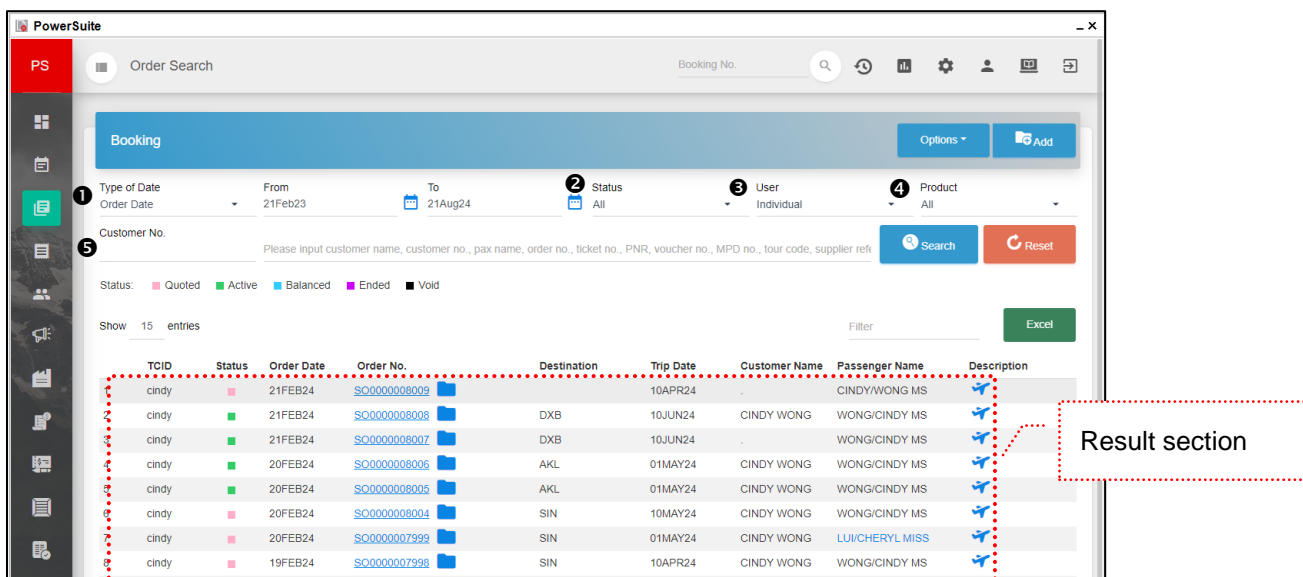 PowerSuite
PS
Order Search
Booking No.
Booking
Options
Add
❶ Type of Date
Order Date
From
21Feb23
To
21Aug24
❷ Status
All
❸ User
Individual
❹ Product
All
❺ Customer No.
Please input customer name, customer no., pax name, order no., ticket no., PNR, voucher no., MPD no., tour code, supplier refe
Search
Reset
Status: Quoted Active Balanced Ended Void
Show 15 entries
Filter
Excel
TCID Status Order Date Order No. Destination Trip Date Customer Name Passenger Name Description
1 cindy 21FEB24 SO0000008009 10APR24 . CINDY/WONG MS
2 cindy 21FEB24 SO0000008008 DXB 10JUN24 CINDY WONG WONG/CINDY MS
3 cindy 21FEB24 SO0000008007 DXB 10JUN24 . WONG/CINDY MS
4 cindy 20FEB24 SO0000008006 AKL 01MAY24 CINDY WONG WONG/CINDY MS
5 cindy 20FEB24 SO0000008005 AKL 01MAY24 CINDY WONG WONG/CINDY MS
6 cindy 20FEB24 SO0000008004 SIN 10MAY24 CINDY WONG WONG/CINDY MS
7 cindy 20FEB24 SO0000007999 SIN 01MAY24 CINDY WONG LUI/CHERYL MISS
8 cindy 19FEB24 SO0000007998 SIN 10APR24 CINDY WONG WONG/CINDY MS
Result section